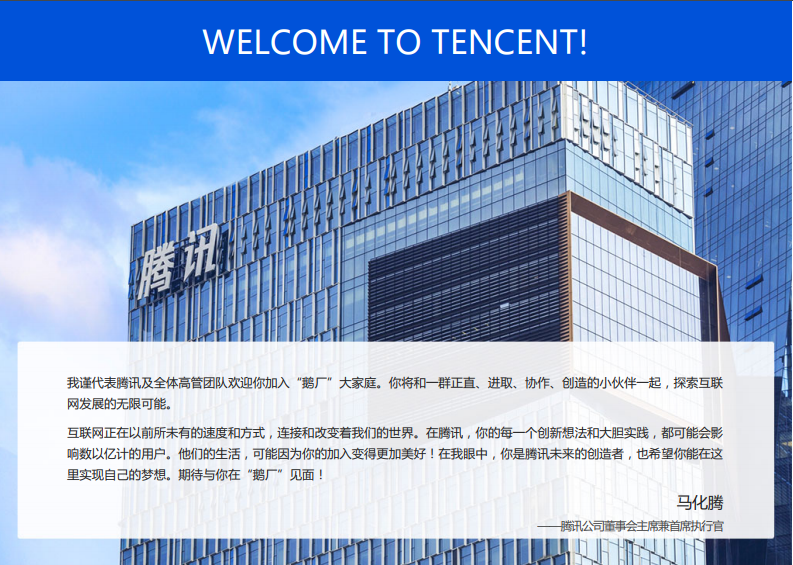 WELCOME TO TENCENT!
腾讯
我谨代表腾讯及全体高管团队欢迎你加入“鹅厂”大家庭。你将和一群正直、进取、协作、创造的小伙伴一起，探索互联
网发展的无限可能。
互联网正在以前所未有的速度和方式，连接和改变着我们的世界。在腾讯，你的每一个创新想法和大胆实践，都可能会影
响数以亿计的用户。他们的生活，可能因为你的加入变得更加美好！在我眼中，你是腾讯未来的创造者，也希望你能在这
里实现自己的梦想。期待与你在“鹅厂”见面！
马化腾
——腾讯公司董事会主席兼首席执行官